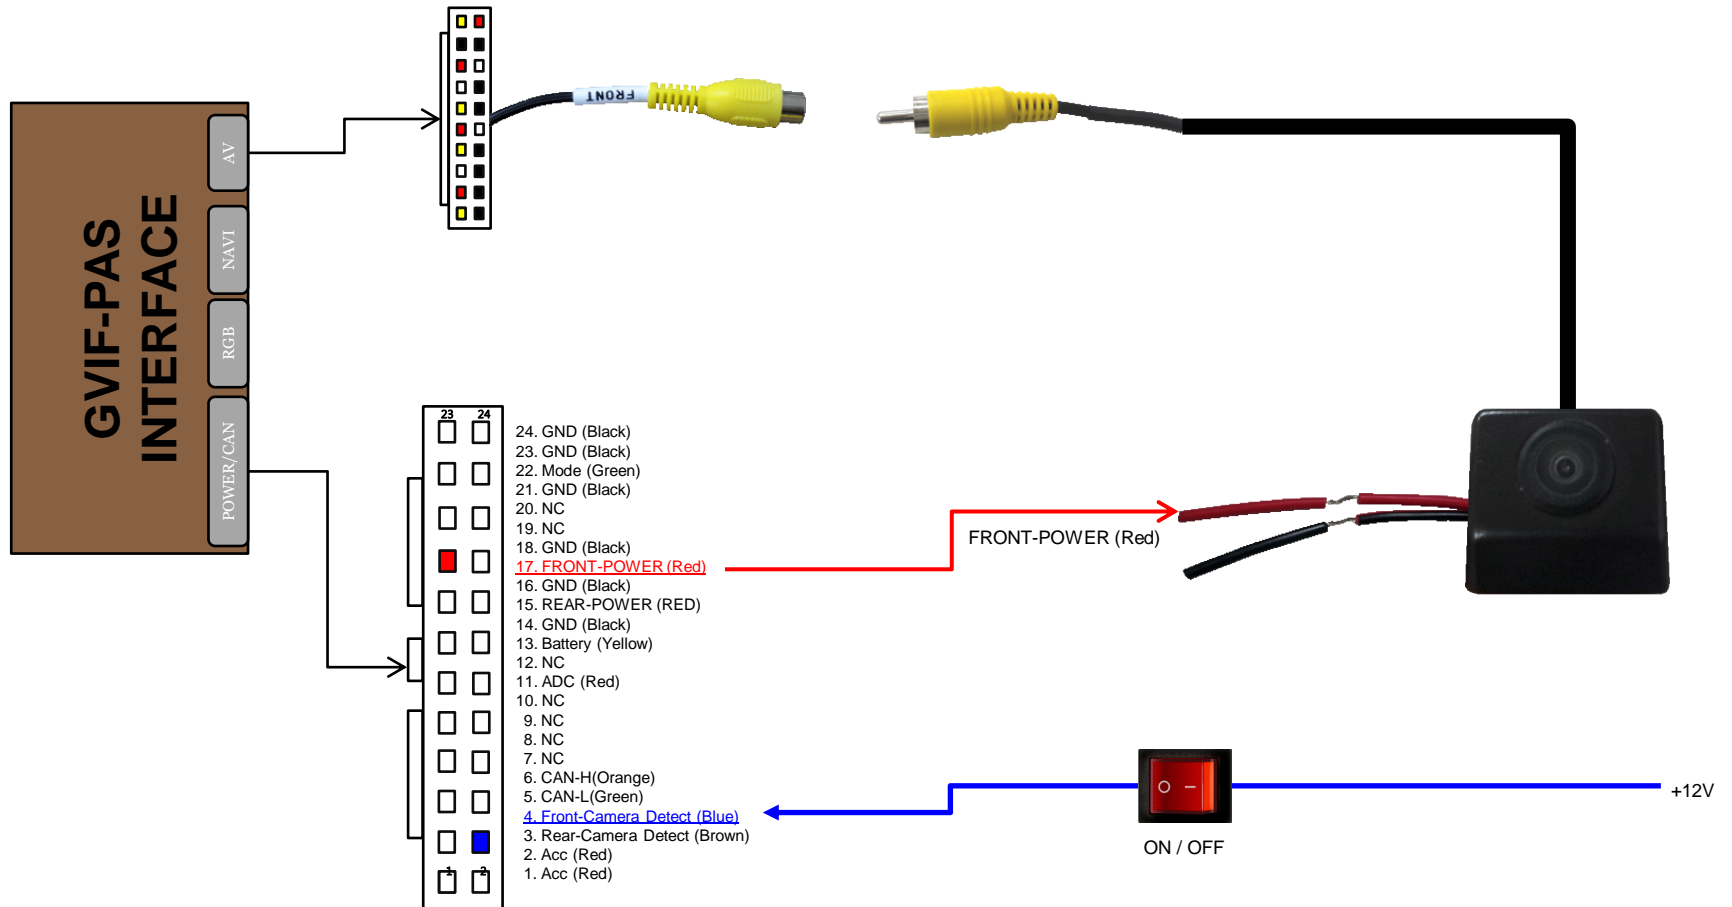 FRONT
GVIF-PAS
INTERFACE
AV
NAVI
RGB
POWER/CAN
23 24
24. GND (Black)
23. GND (Black)
22. Mode (Green)
21. GND (Black)
20. NC
19. NC
18. GND (Black)
17. FRONT-POWER (Red)
16. GND (Black)
15. REAR-POWER (RED)
14. GND (Black)
13. Battery (Yellow)
12. NC
11. ADC (Red)
10. NC
9. NC
8. NC
7. NC
6. CAN-H(Orange)
5. CAN-L(Green)
4. Front-Camera Detect (Blue)
3. Rear-Camera Detect (Brown)
2. Acc (Red)
1. Acc (Red)
1 2
FRONT-POWER (Red)
O I
+12V
ON / OFF